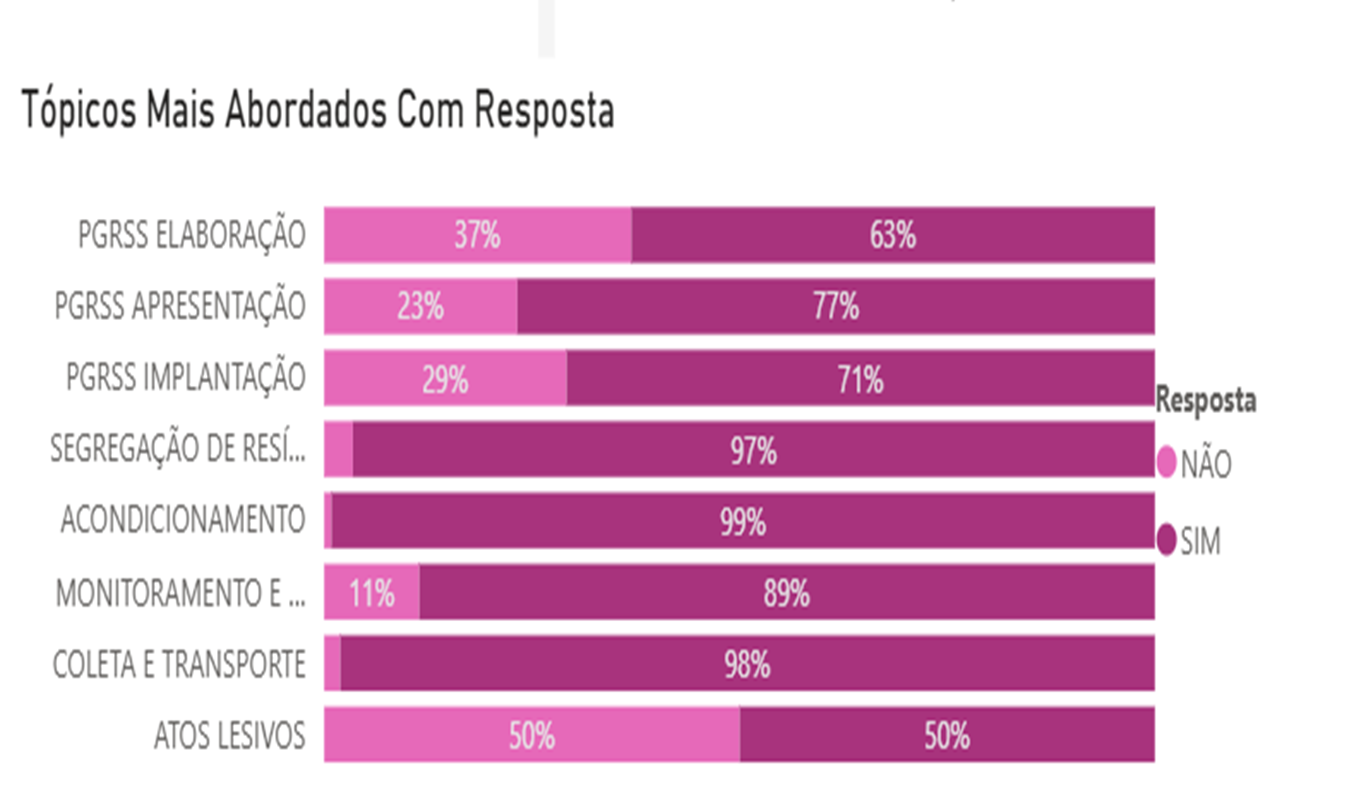 Tópicos Mais Abordados Com Resposta
PGRSS ELABORAÇÃO 37% 63%
PGRSS APRESENTAÇÃO 23% 77%
PGRSS IMPLANTAÇÃO 29% 71%
SEGREGAÇÃO DE RESÍ... 97%
ACONDICIONAMENTO 99%
MONITORAMENTO E ... 11% 89%
COLETA E TRANSPORTE 98%
ATOS LESIVOS 50% 50%
Resposta
NÃO
SIM